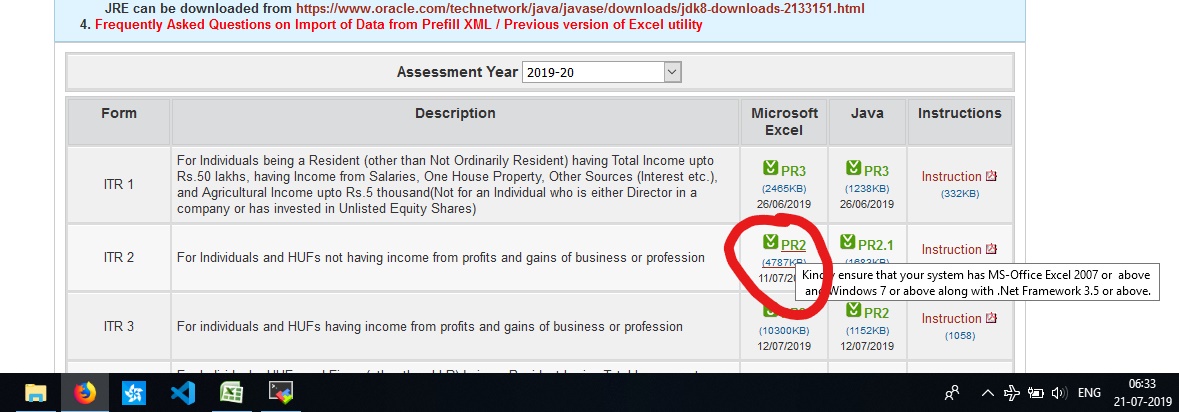 JRE can be downloaded from https://www.oracle.com/technetwork/java/javase/downloads/jdk8-downloads-2133151.html
4. Frequently Asked Questions on Import of Data from Prefill XML / Previous version of Excel utility
Assessment Year 2019-20
Form Description Microsoft Excel Java Instructions
ITR 1
For Individuals being a Resident (other than Not Ordinarily Resident) having Total Income upto
Rs.50 lakhs, having Income from Salaries, One House Property, Other Sources (Interest etc.),
and Agricultural Income upto Rs.5 thousand(Not for an Individual who is either Director in a
company or has invested in Unlisted Equity Shares)
PR3
(2465KB)
26/06/2019
PR3
(1238KB)
26/06/2019
Instruction
(332KB)
ITR 2
For Individuals and HUFs not having income from profits and gains of business or profession
PR2
(4787KB)
11/07/20
PR2.1
Instruction
Kindly ensure that your system has MS-Office Excel 2007 or above
and Windows 7 or above along with .Net Framework 3.5 or above.
ITR 3
For individuals and HUFs having income from profits and gains of business or profession
(10300KB)
12/07/2019
PR2
(1152KB)
12/07/2019
Instruction
(1058)
ENG
06:33
21-07-2019